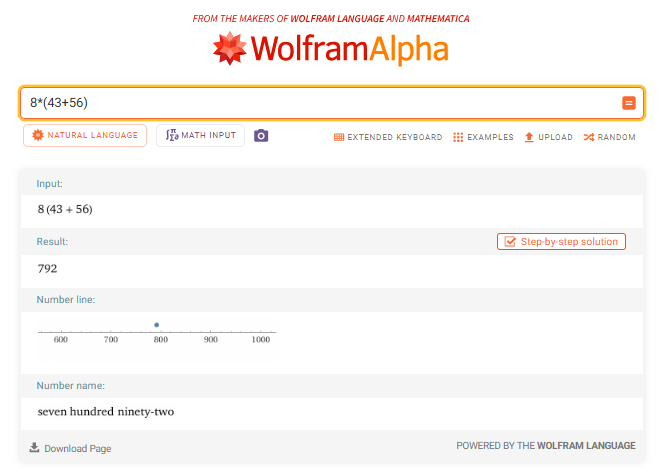 FROM THE MAKERS OF WOLFRAM LANGUAGE AND MATHEMATICA
WolframAlpha
8*(43+56)
=
NATURAL LANGUAGE
∫Σ∂π MATH INPUT
EXTENDED KEYBOARD
EXAMPLES
UPLOAD
RANDOM
Input:
8 (43 + 56)
Result:
Step-by-step solution
792
Number line:
600 700 800 900 1000
Number name:
seven hundred ninety-two
Download Page
POWERED BY THE WOLFRAM LANGUAGE